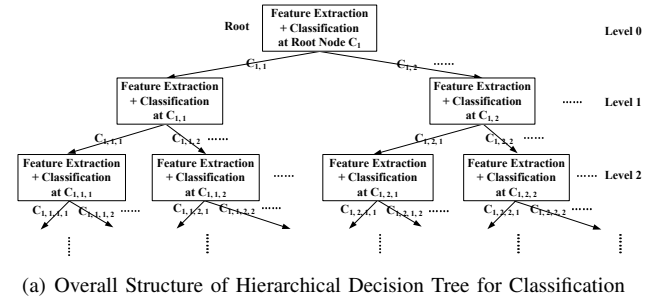 Root
Feature Extraction
+ Classification
at Root Node C1
Level 0
C1, 1
C1, 2
......
Feature Extraction
+ Classification
at C1, 1
Feature Extraction
+ Classification
at C1, 2
......
Level 1
C1, 1, 1
C1, 1, 2
......
C1, 2, 1
C1, 2, 2
......
Feature Extraction
+ Classification
at C1, 1, 1
Feature Extraction
+ Classification
at C1, 1, 2
......
Feature Extraction
+ Classification
at C1, 2, 1
Feature Extraction
+ Classification
at C1, 2, 2
......
Level 2
C1, 1, 1, 1
C1, 1, 1, 2
......
C1, 1, 2, 1
C1, 1, 2, 2
......
C1, 2, 1, 1
C1, 2, 1, 2
......
C1, 2, 2, 1
C1, 2, 2, 2
......
(a) Overall Structure of Hierarchical Decision Tree for Classification